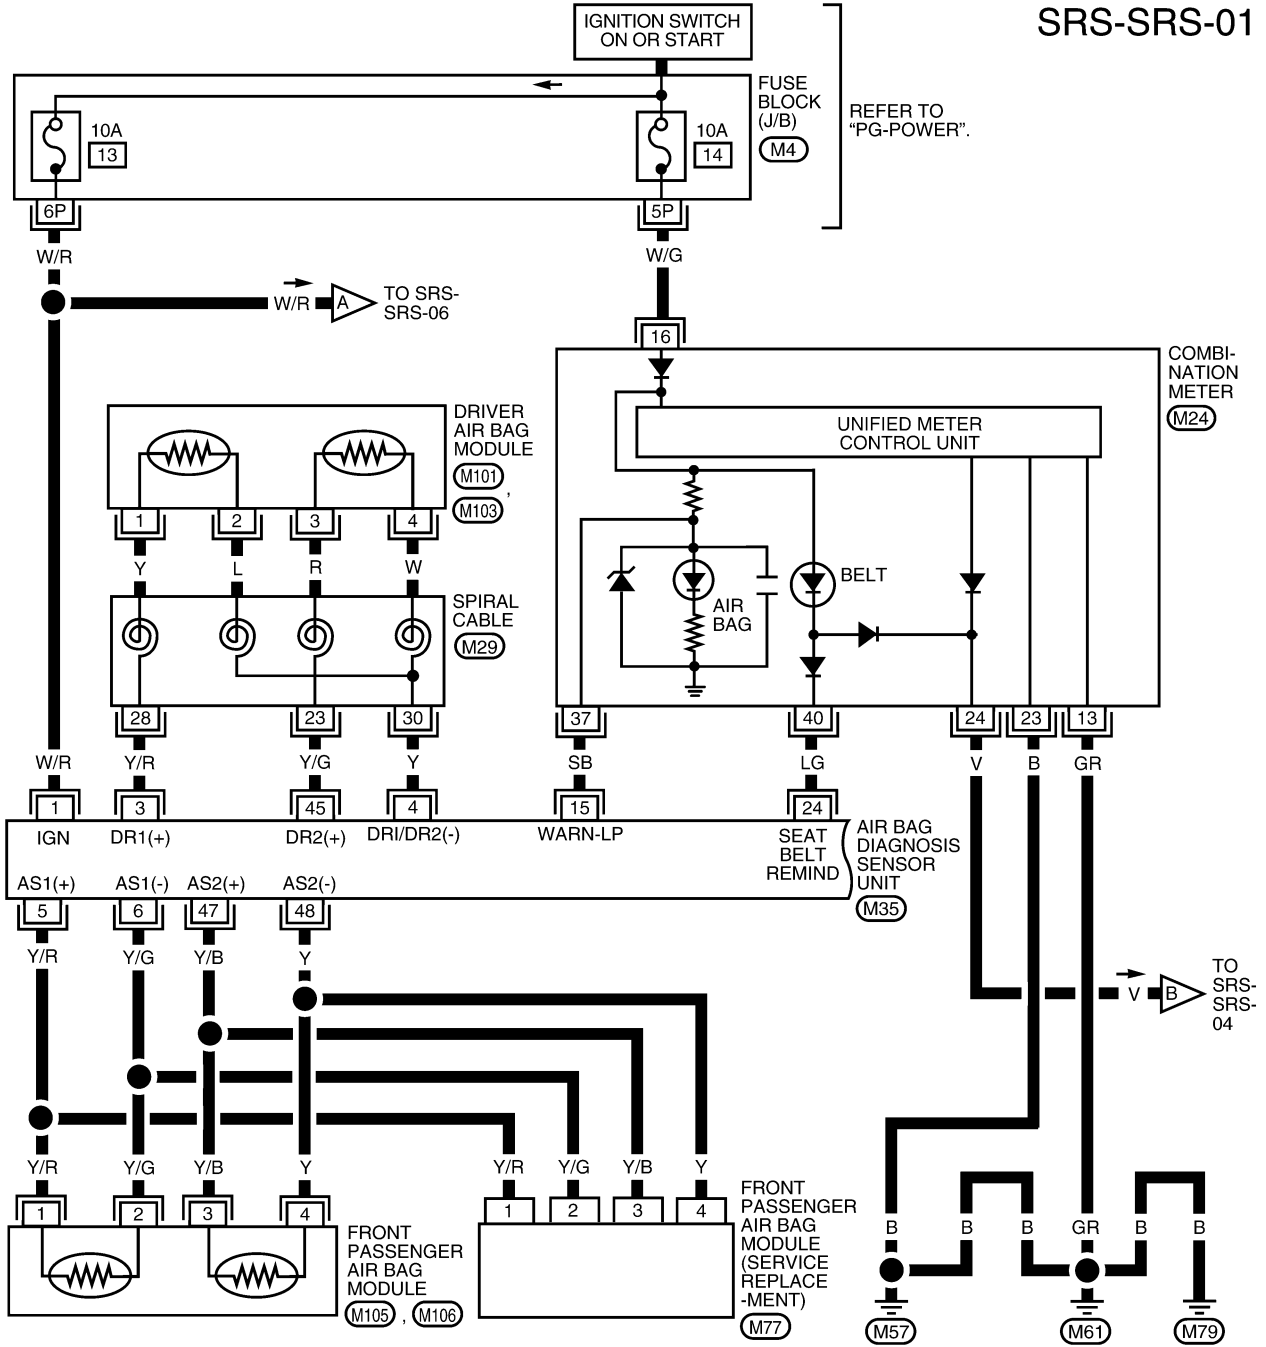 SRS-SRS-01
IGNITION SWITCH
ON OR START
FUSE
BLOCK
(J/B)
M4
REFER TO
“PG-POWER”.
10A
13
10A
14
6P
5P
W/R
W/G
W/R
A
TO SRS-
SRS-06
16
COMBI-
NATION
METER
M24
UNIFIED METER
CONTROL UNIT
DRIVER
AIR BAG
MODULE
M101
,
M103
1
2
3
4
Y
L
R
W
BELT
AIR
BAG
SPIRAL
CABLE
M29
28
23
30
37
40
24
23
13
W/R
Y/R
Y/G
Y
SB
LG
V
B
GR
1
3
45
4
15
24
IGN
DR1(+)
DR2(+)
DRI/DR2(-)
WARN-LP
SEAT
BELT
REMIND
AIR BAG
DIAGNOSIS
SENSOR
UNIT
M35
AS1(+)
AS1(-)
AS2(+)
AS2(-)
5
6
47
48
Y/R
Y/G
Y/B
Y
V
B
TO
SRS-
SRS-
04
Y/R
Y/G
Y/B
Y
Y/R
Y/G
Y/B
Y
1
2
3
4
1
2
3
4
FRONT
PASSENGER
AIR BAG
MODULE
M105
,
M106
FRONT
PASSENGER
AIR BAG
MODULE
(SERVICE
REPLACE
-MENT)
M77
B
B
B
GR
B
B
M57
M61
M79